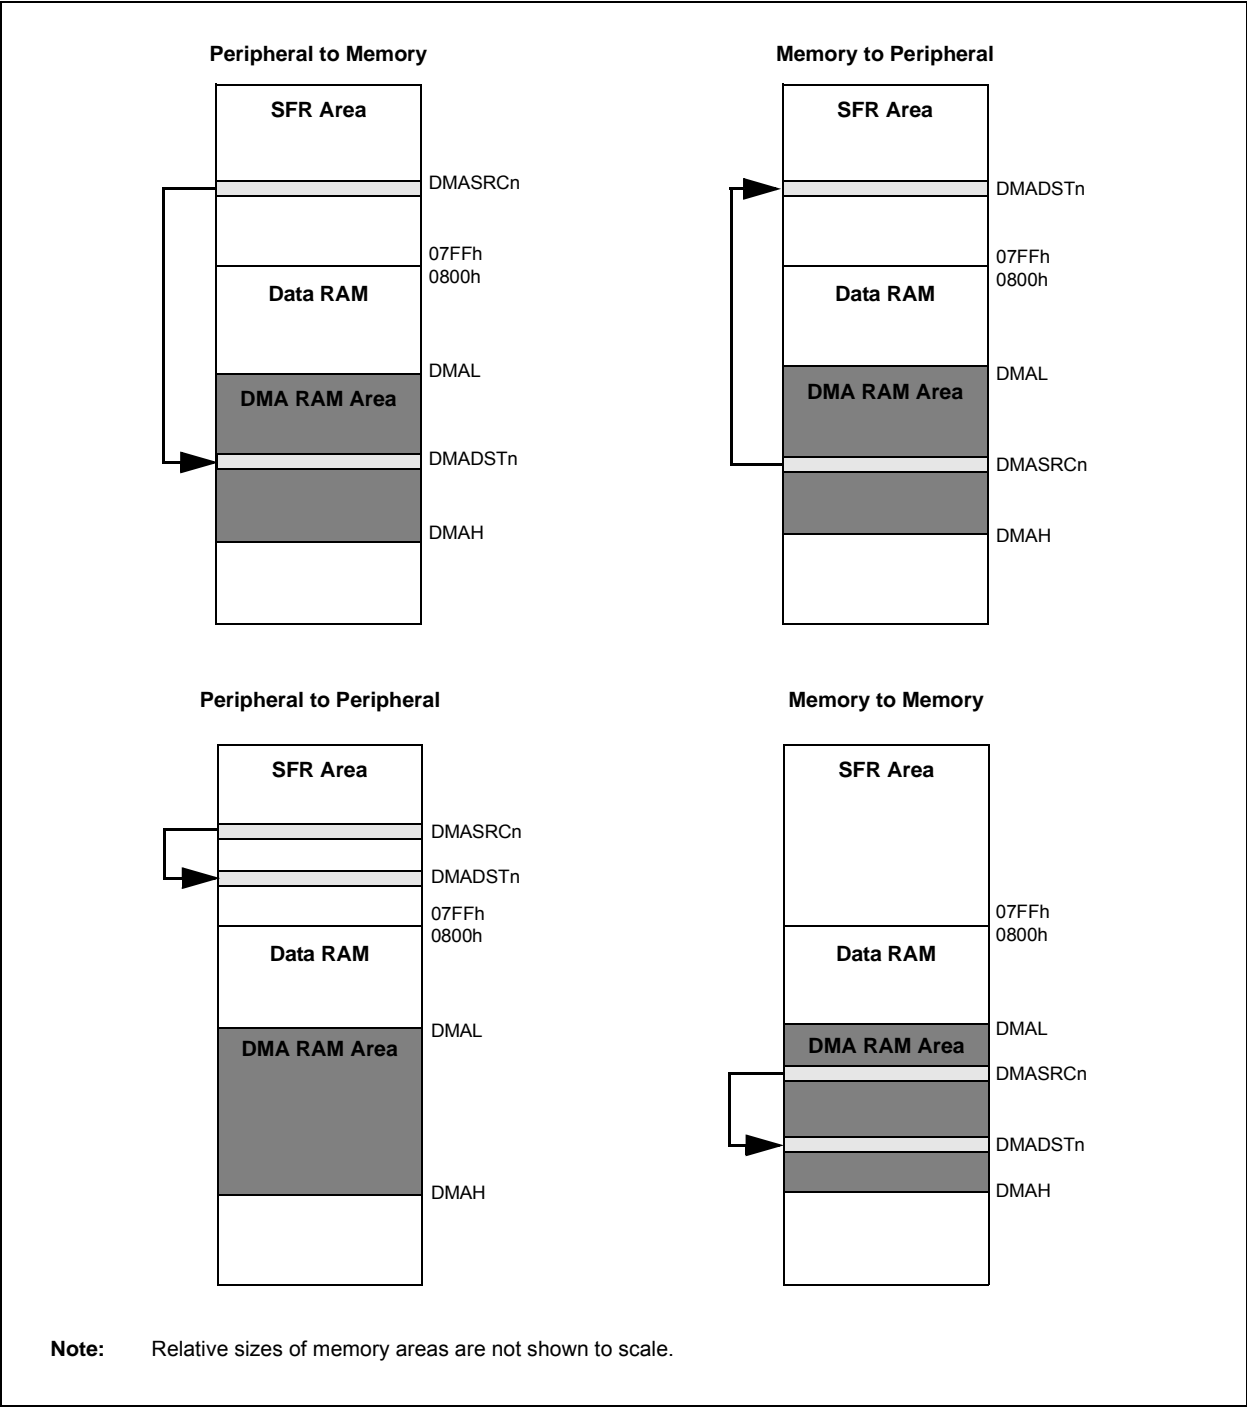 Peripheral to Memory
SFR Area
DMASRCn
07FFh
0800h
Data RAM
DMAL
DMA RAM Area
DMADSTn
DMAH
Memory to Peripheral
SFR Area
DMADSTn
07FFh
0800h
Data RAM
DMAL
DMA RAM Area
DMASRCn
DMAH
Peripheral to Peripheral
SFR Area
DMASRCn
DMADSTn
07FFh
0800h
Data RAM
DMAL
DMA RAM Area
DMAH
Memory to Memory
SFR Area
07FFh
0800h
Data RAM
DMAL
DMA RAM Area
DMASRCn
DMADSTn
DMAH
Note: Relative sizes of memory areas are not shown to scale.